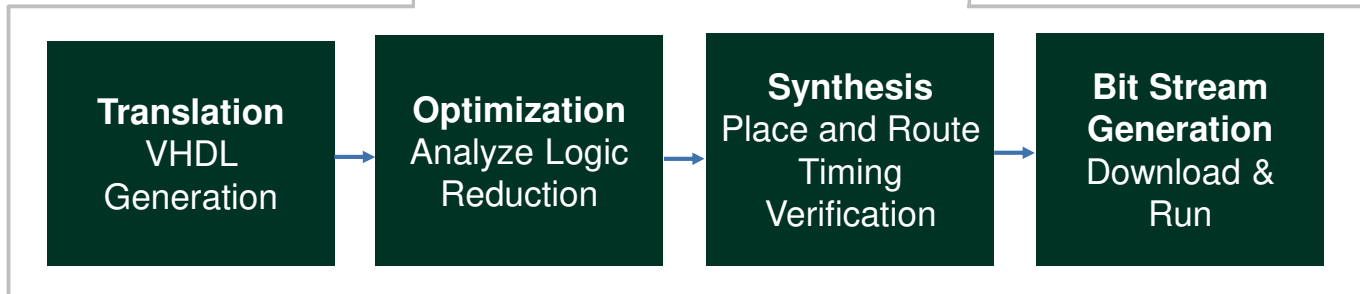 Translation
VHDL
Generation
Optimization
Analyze Logic
Reduction
Synthesis
Place and Route
Timing
Verification
Bit Stream
Generation
Download &
Run